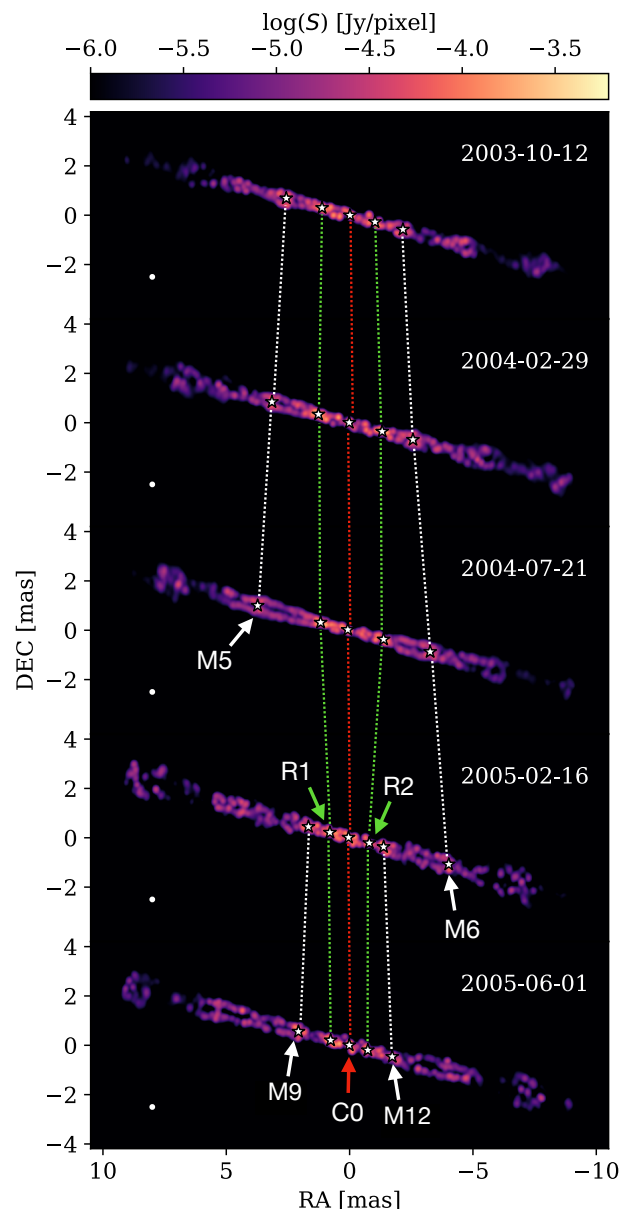 log(S) [Jy/pixel]
−6.0 −5.5 −5.0 −4.5 −4.0 −3.5
4
2003-10-12
2
0
−2
4
2004-02-29
2
0
−2
4
2004-07-21
2
0
M5
−2
4
2005-02-16
R1
R2
2
0
−2
M6
4
2005-06-01
2
0
M9
C0
M12
−2
−4
10 5 0 −5 −10
RA [mas]
DEC [mas]